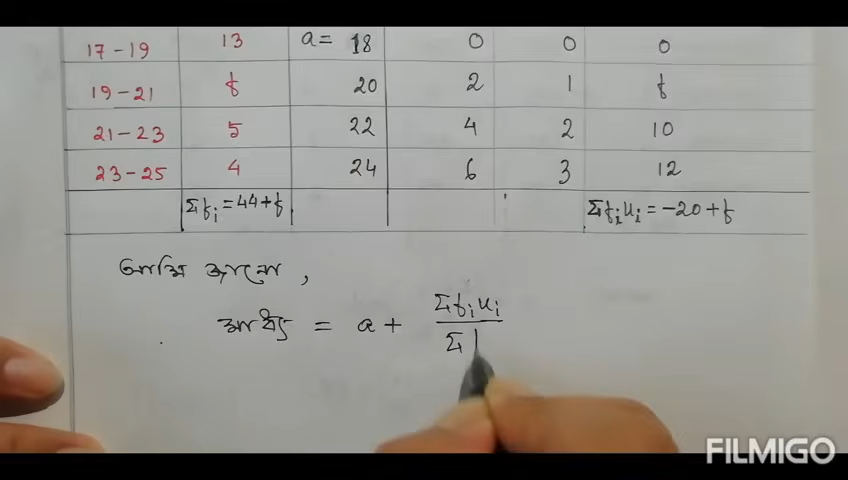 17-19 13 a= 18 0 0 0
19-21 f 20 2 1 f
21-23 5 22 4 2 10
23-25 4 24 6 3 12
Σfᵢ = 44+f Σfᵢuᵢ = -20+f
আমি জানো,
মাধ্য = a + Σfᵢuᵢ / Σ
FILMIGO